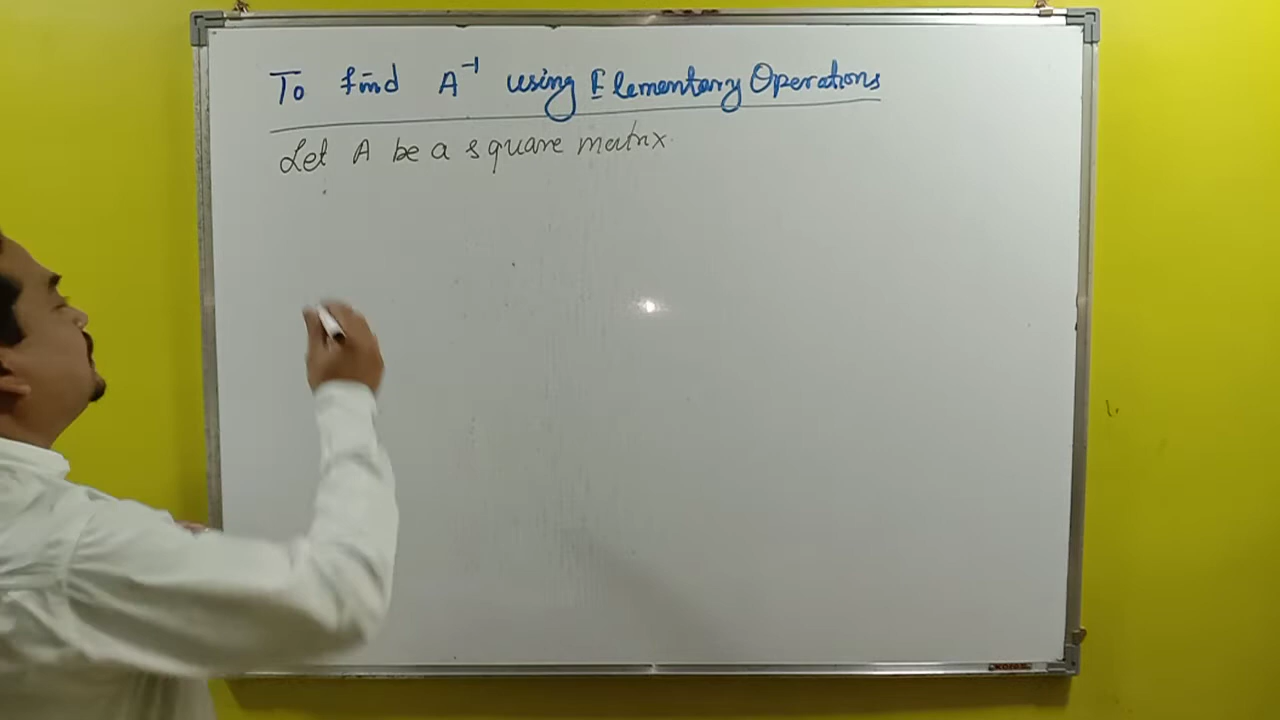 To find A⁻¹ using Elementary Operations
Let A be a square matrix.